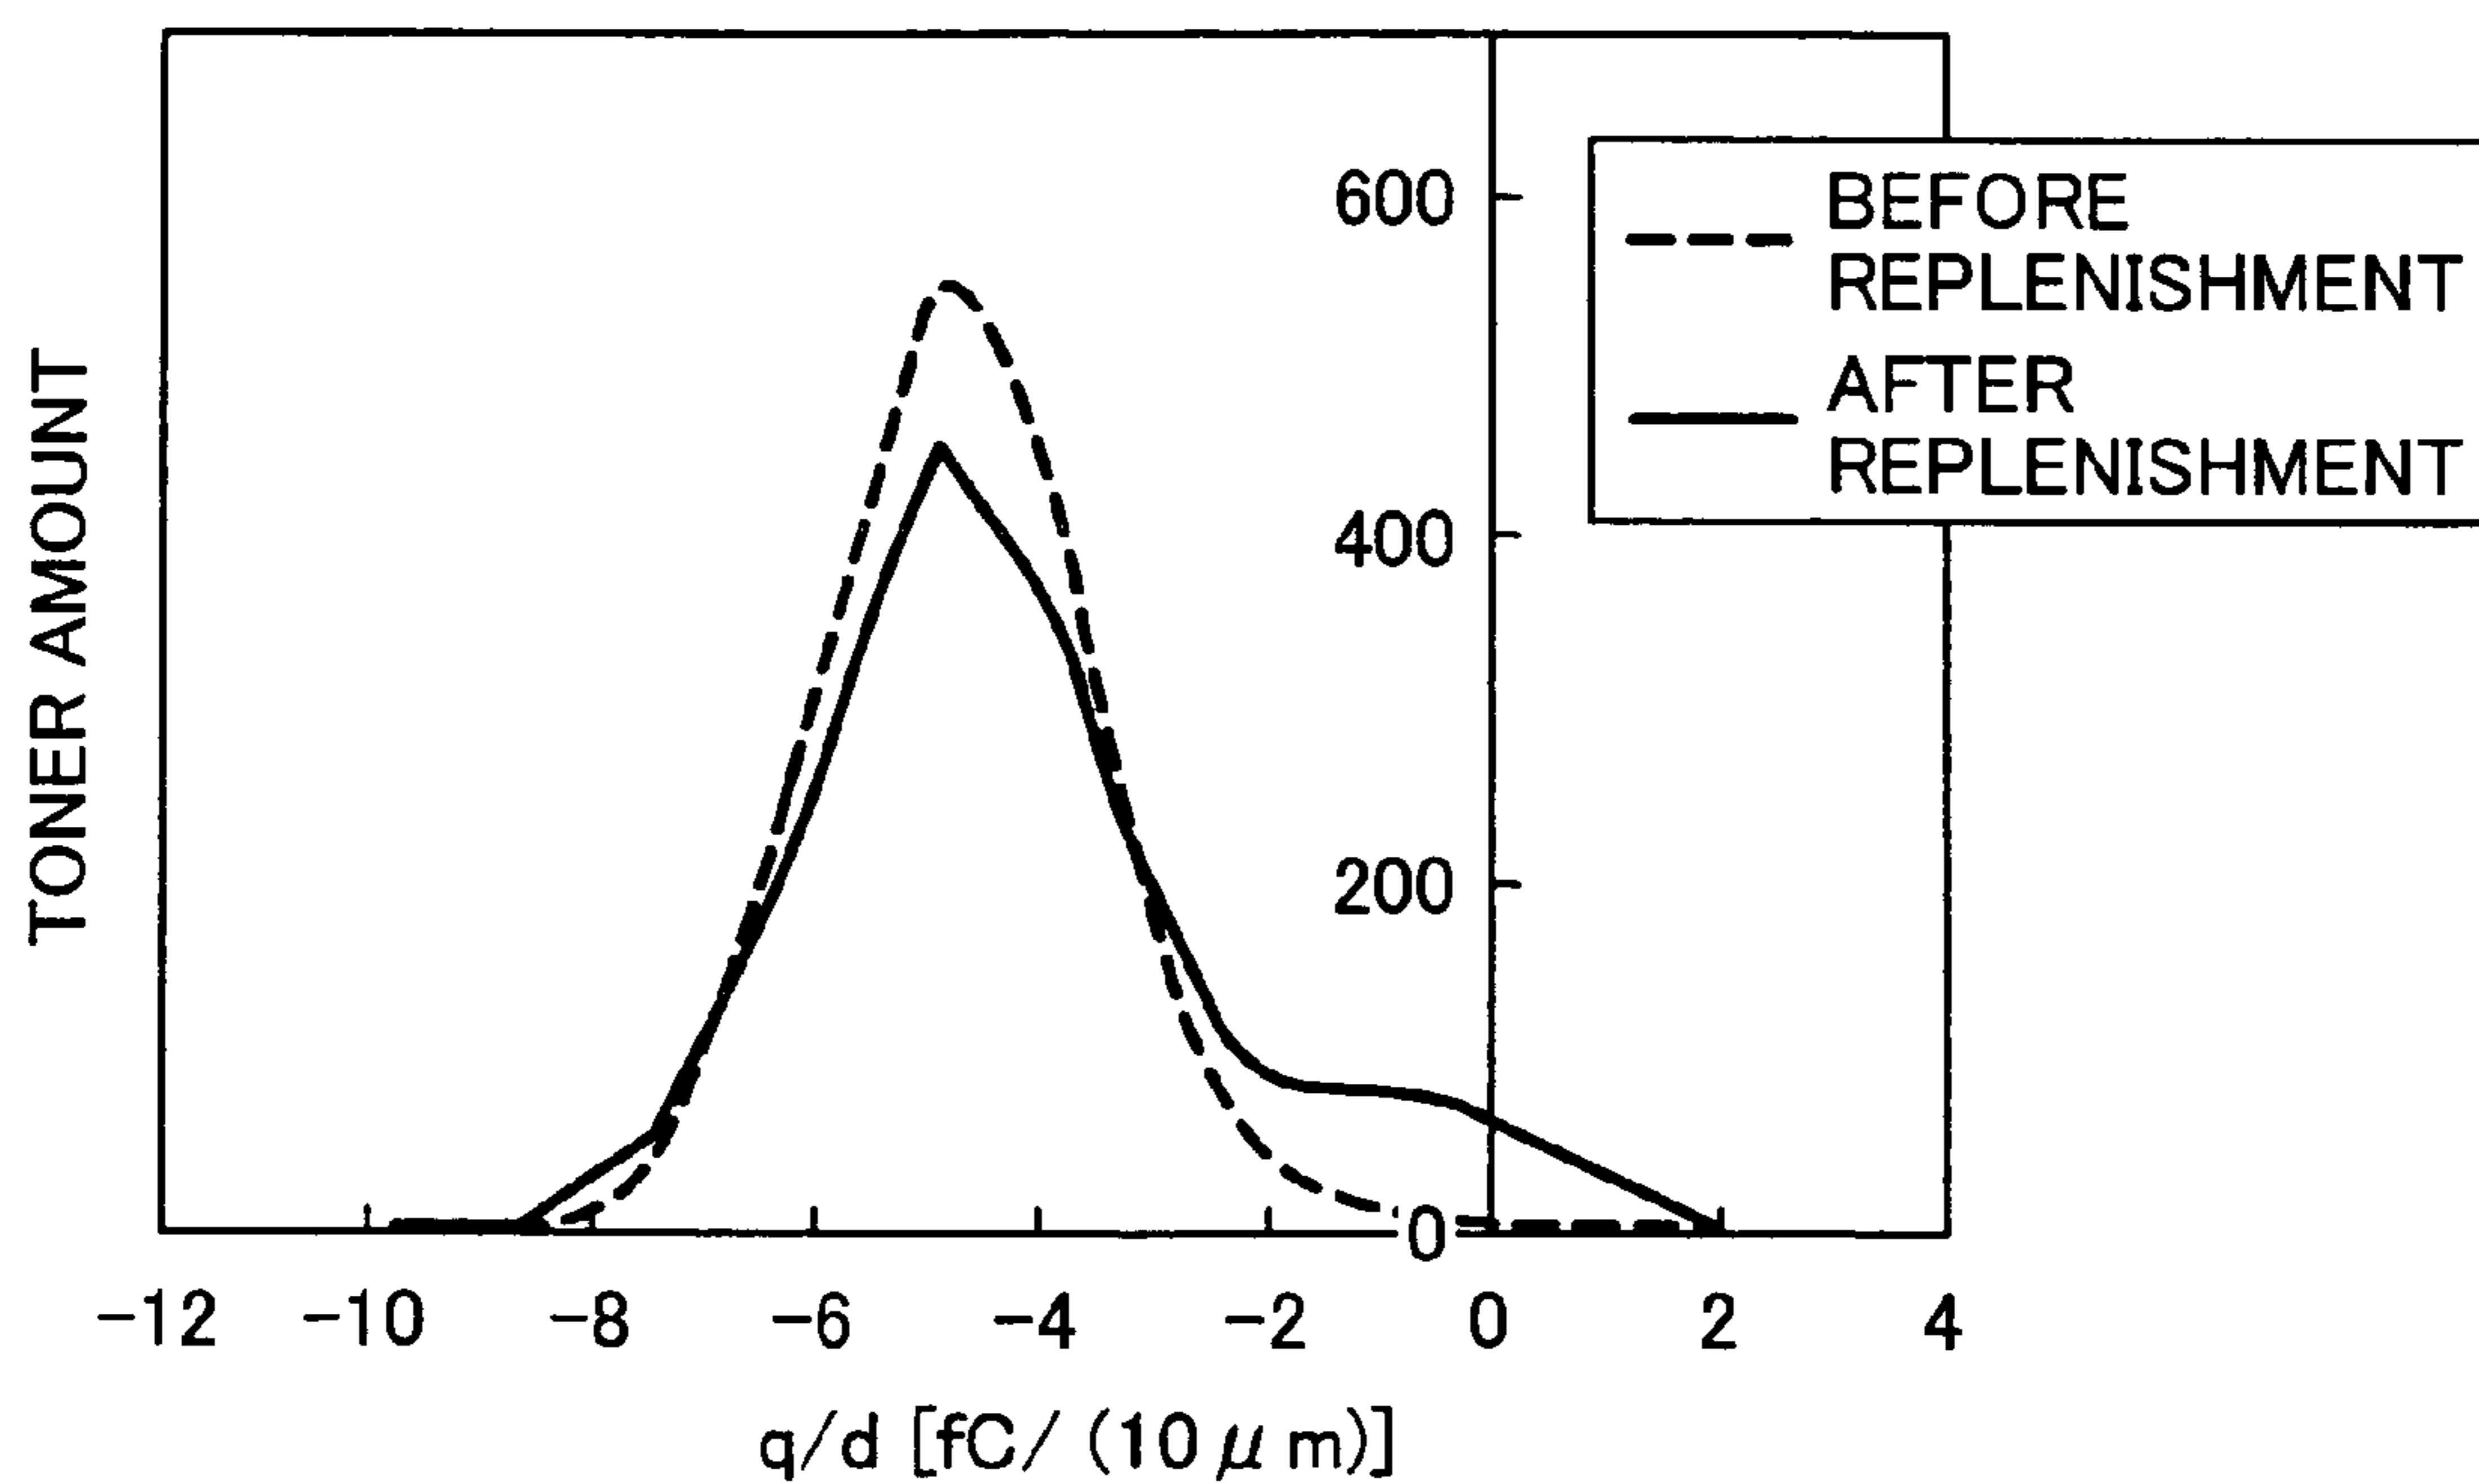 TONER AMOUNT
600
400
200
0
BEFORE
REPLENISHMENT
AFTER
REPLENISHMENT
−12 −10 −8 −6 −4 −2 0 2 4
q/d [fC/(10μm)]